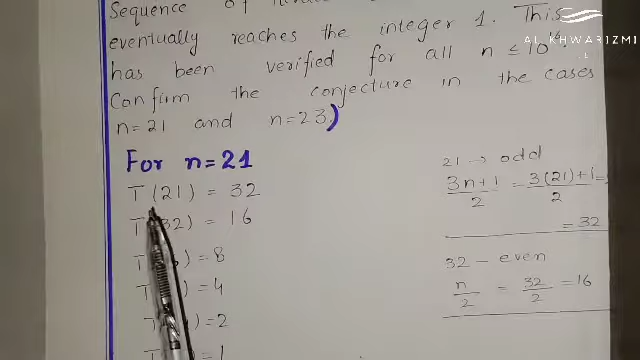 Sequence of
eventually reaches the integer 1. This
has been verified for all n ≤ 10
Confirm the conjecture in the cases
n=21 and n=23)
AL KHWARIZMI
For n=21
T(21) = 32
T(32) = 16
) = 8
T ) = 4
T ) = 2
T ) = 1
21 → odd
3n+1/2 = 3(21)+1/2 =
= 32
32 – even
n/2 = 32/2 = 16